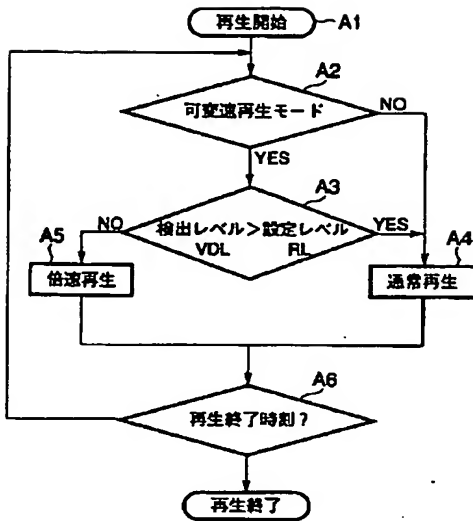 再生開始 A1
A2
可変速再生モード NO
YES
A3
NO 検出レベル>設定レベル YES
VDL RL
A5 倍速再生
A4 通常再生
A6
再生終了時刻?
再生終了